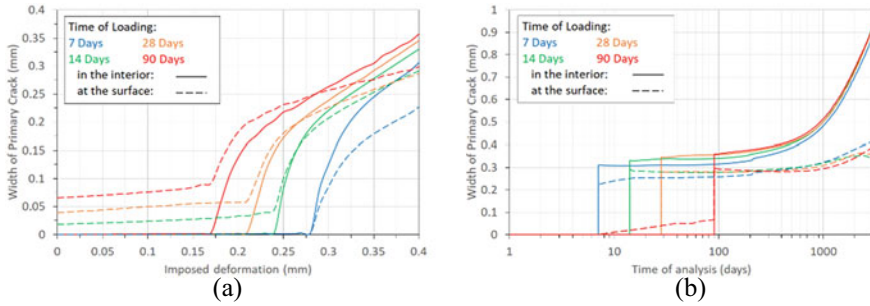 0.4
0.35
0.3
0.25
0.2
0.15
0.1
0.05
0
Width of Primary Crack (mm)
Time of Loading:
7 Days 28 Days
14 Days 90 Days
in the interior:
at the surface:
0 0.05 0.1 0.15 0.2 0.25 0.3 0.35 0.4
Imposed deformation (mm)
(a)
1
0.9
0.8
0.7
0.6
0.5
0.4
0.3
0.2
0.1
0
Width of Primary Crack (mm)
Time of Loading:
7 Days 28 Days
14 Days 90 Days
in the interior:
at the surface:
1 10 100 1000
Time of analysis (days)
(b)